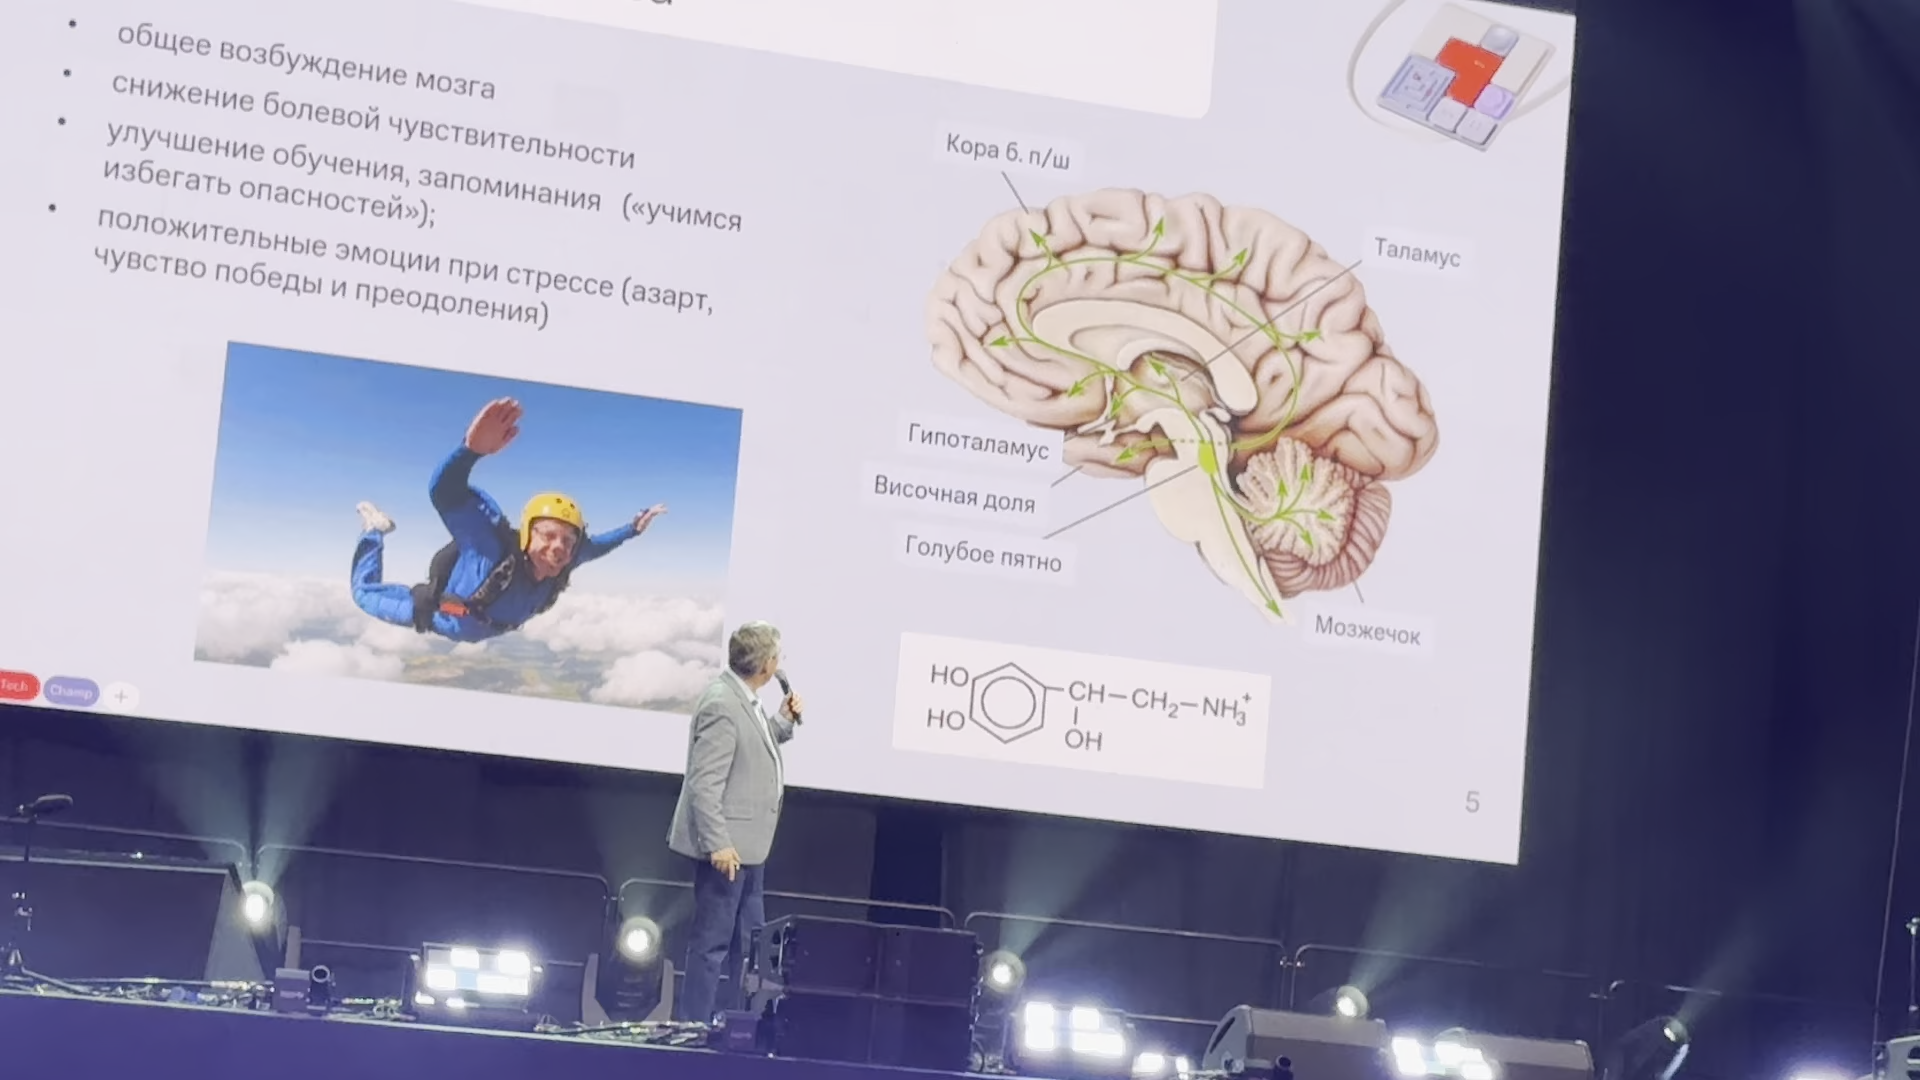 общее возбуждение мозга
снижение болевой чувствительности
улучшение обучения, запоминания («учимся
избегать опасностей»);
положительные эмоции при стрессе (азарт,
чувство победы и преодоления)
Кора б. п/ш
Таламус
Гипоталамус
Височная доля
Голубое пятно
Мозжечок
HO
HO
CH–CH₂–NH₃⁺
OH
Tech
Champ
+
5